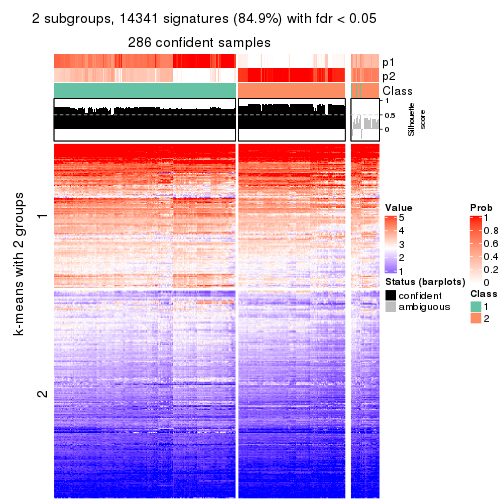 2 subgroups, 14341 signatures (84.9%) with fdr < 0.05
286 confident samples
p1
p2
Class
1
0.5
0
Silhouette
score
k-means with 2 groups
1
2
Value
5
4
3
2
1
Status (barplots)
confident
ambiguous
Prob
1
0.8
0.6
0.4
0.2
0
Class
1
2